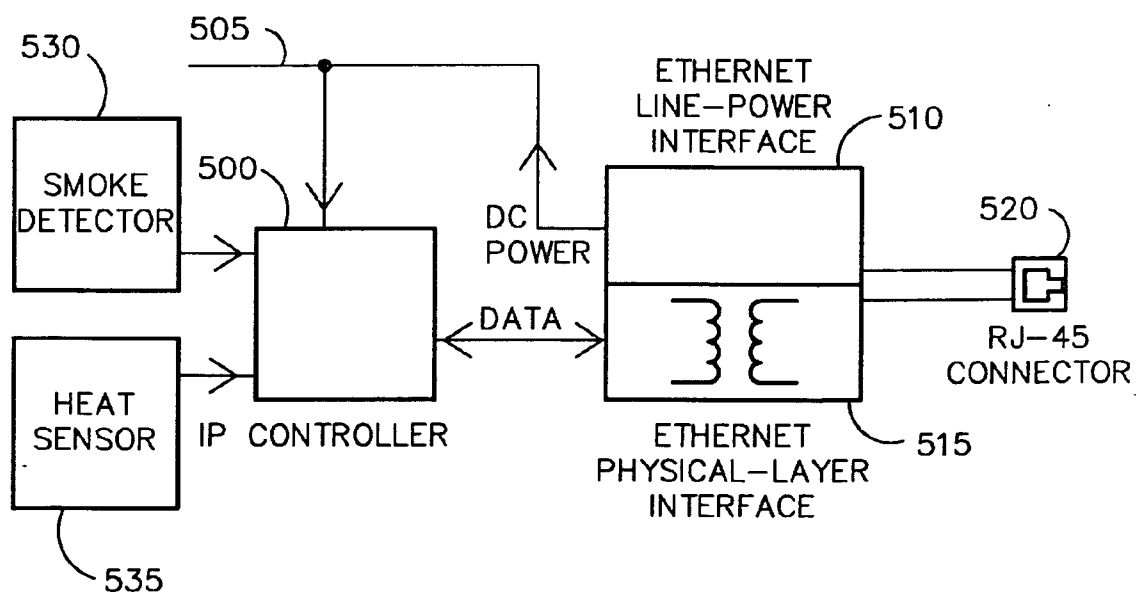 505
530
ETHERNET
LINE-POWER
INTERFACE
510
SMOKE
DETECTOR
500
DC
POWER
520
DATA
RJ-45
CONNECTOR
HEAT
SENSOR
IP CONTROLLER
ETHERNET
PHYSICAL-LAYER
INTERFACE
515
535